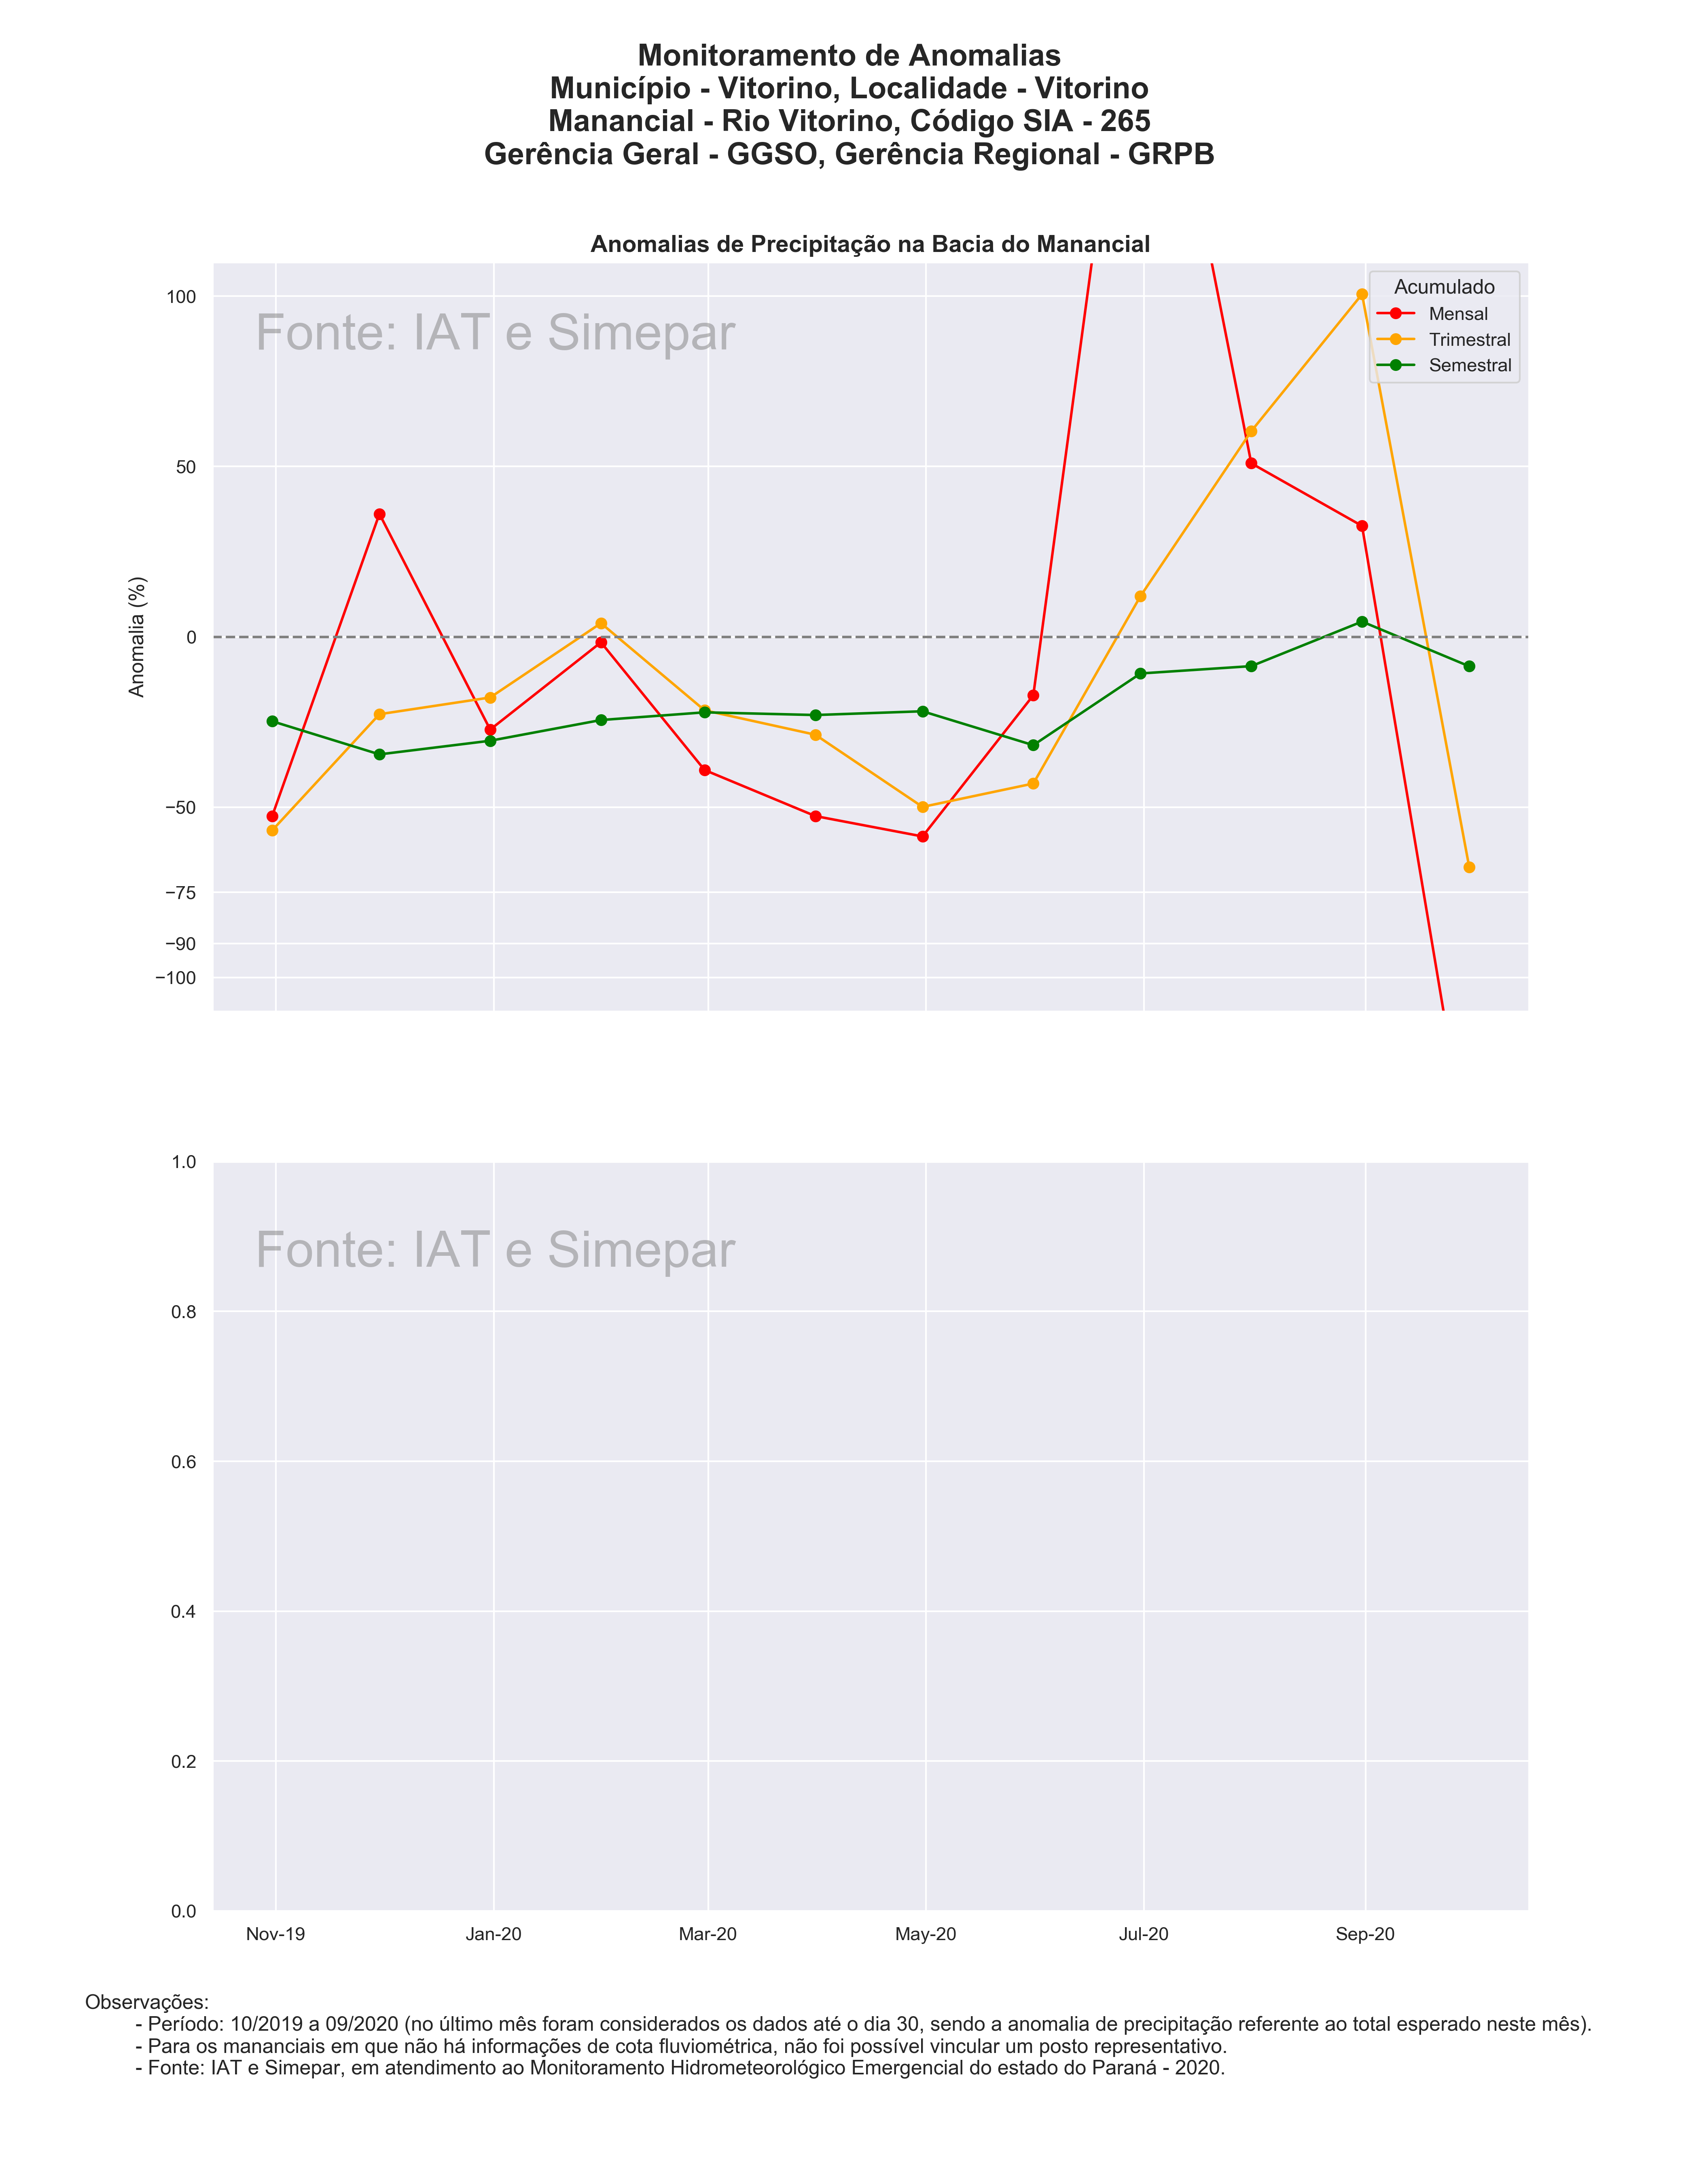 Monitoramento de Anomalias
Município - Vitorino, Localidade - Vitorino
Manancial - Rio Vitorino, Código SIA - 265
Gerência Geral - GGSO, Gerência Regional - GRPB
Anomalias de Precipitação na Bacia do Manancial
Fonte: IAT e Simepar
Acumulado
Mensal
Trimestral
Semestral
Anomalia (%)
100
50
0
−50
−75
−90
−100
Fonte: IAT e Simepar
1.0
0.8
0.6
0.4
0.2
0.0
Nov-19 Jan-20 Mar-20 May-20 Jul-20 Sep-20
Observações:
- Período: 10/2019 a 09/2020 (no último mês foram considerados os dados até o dia 30, sendo a anomalia de precipitação referente ao total esperado neste mês).
- Para os mananciais em que não há informações de cota fluviométrica, não foi possível vincular um posto representativo.
- Fonte: IAT e Simepar, em atendimento ao Monitoramento Hidrometeorológico Emergencial do estado do Paraná - 2020.